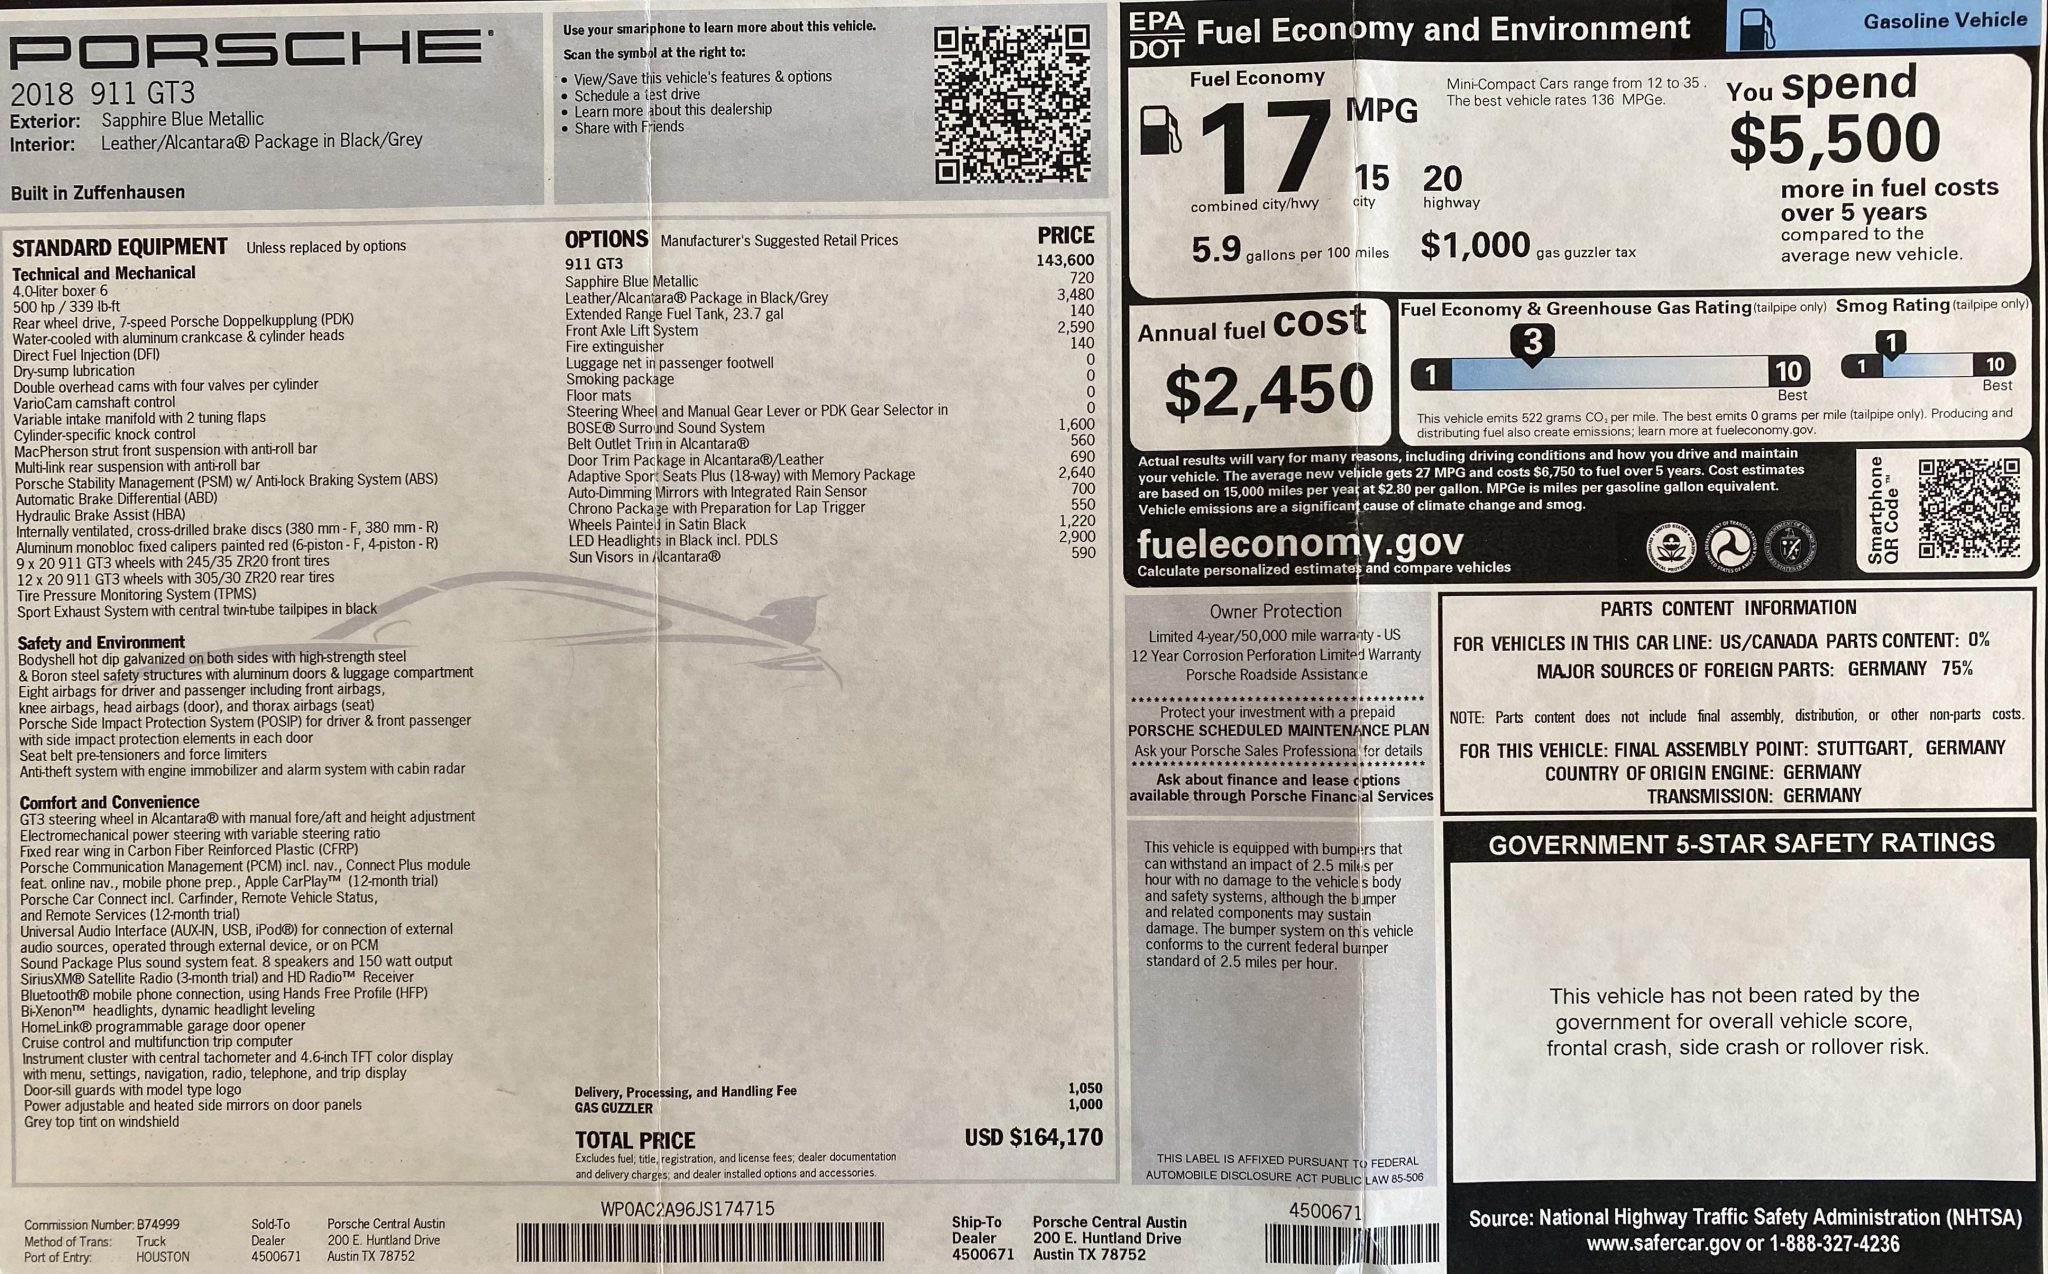 PORSCHE
2018 911 GT3
Exterior: Sapphire Blue Metallic
Interior: Leather/Alcantara® Package in Black/Grey
Built in Zuffenhausen
Use your smartphone to learn more about this vehicle.
Scan the symbol at the right to:
• View/Save this vehicle's features & options
• Schedule a test drive
• Learn more about this dealership
• Share with Friends
STANDARD EQUIPMENT Unless replaced by options
Technical and Mechanical
4.0-liter boxer 6
500 hp / 339 lb-ft
Rear wheel drive, 7-speed Porsche Doppelkupplung (PDK)
Water-cooled with aluminum crankcase & cylinder heads
Direct Fuel Injection (DFI)
Dry-sump lubrication
Double overhead cams with four valves per cylinder
VarioCam camshaft control
Variable intake manifold with 2 tuning flaps
Cylinder-specific knock control
MacPherson strut front suspension with anti-roll bar
Multi-link rear suspension with anti-roll bar
Porsche Stability Management (PSM) w/ Anti-lock Braking System (ABS)
Automatic Brake Differential (ABD)
Hydraulic Brake Assist (HBA)
Internally ventilated, cross-drilled brake discs (380 mm - F, 380 mm - R)
Aluminum monobloc fixed calipers painted red (6-piston - F, 4-piston - R)
9 x 20 911 GT3 wheels with 245/35 ZR20 front tires
12 x 20 911 GT3 wheels with 305/30 ZR20 rear tires
Tire Pressure Monitoring System (TPMS)
Sport Exhaust System with central twin-tube tailpipes in black
Safety and Environment
Bodyshell hot dip galvanized on both sides with high-strength steel
& Boron steel safety structures with aluminum doors & luggage compartment
Eight airbags for driver and passenger including front airbags,
knee airbags, head airbags (door), and thorax airbags (seat)
Porsche Side Impact Protection System (POSIP) for driver & front passenger
with side impact protection elements in each door
Seat belt pre-tensioners and force limiters
Anti-theft system with engine immobilizer and alarm system with cabin radar
Comfort and Convenience
GT3 steering wheel in Alcantara® with manual fore/aft and height adjustment
Electromechanical power steering with variable steering ratio
Fixed rear wing in Carbon Fiber Reinforced Plastic (CFRP)
Porsche Communication Management (PCM) incl. nav., Connect Plus module
feat. online nav., mobile phone prep., Apple CarPlay™ (12-month trial)
Porsche Car Connect incl. Carfinder, Remote Vehicle Status,
and Remote Services (12-month trial)
Universal Audio Interface (AUX-IN, USB, iPod®) for connection of external
audio sources, operated through external device, or on PCM
Sound Package Plus sound system feat. 8 speakers and 150 watt output
SiriusXM® Satellite Radio (3-month trial) and HD Radio™ Receiver
Bluetooth® mobile phone connection, using Hands Free Profile (HFP)
Bi-Xenon™ headlights, dynamic headlight leveling
HomeLink® programmable garage door opener
Cruise control and multifunction trip computer
Instrument cluster with central tachometer and 4.6-inch TFT color display
with menu, settings, navigation, radio, telephone, and trip display
Door-sill guards with model type logo
Power adjustable and heated side mirrors on door panels
Grey top tint on windshield
OPTIONS Manufacturer's Suggested Retail Prices PRICE
911 GT3 143,600
Sapphire Blue Metallic 720
Leather/Alcantara® Package in Black/Grey 3,480
Extended Range Fuel Tank, 23.7 gal 140
Front Axle Lift System 2,590
Fire extinguisher 140
Luggage net in passenger footwell 0
Smoking package 0
Floor mats 0
Steering Wheel and Manual Gear Lever or PDK Gear Selector in 0
BOSE® Surround Sound System 1,600
Belt Outlet Trim in Alcantara® 560
Door Trim Package in Alcantara®/Leather 690
Adaptive Sport Seats Plus (18-way) with Memory Package 2,640
Auto-Dimming Mirrors with Integrated Rain Sensor 700
Chrono Package with Preparation for Lap Trigger 550
Wheels Painted in Satin Black 1,220
LED Headlights in Black incl. PDLS 2,900
Sun Visors in Alcantara® 590
Delivery, Processing, and Handling Fee 1,050
GAS GUZZLER 1,000
TOTAL PRICE USD $164,170
Excludes fuel, title, registration, and license fees; dealer documentation
and delivery charges; and dealer installed options and accessories.
EPA DOT Fuel Economy and Environment
Gasoline Vehicle
Fuel Economy
17 MPG
combined city/hwy
15 city
20 highway
5.9 gallons per 100 miles
$1,000 gas guzzler tax
Mini-Compact Cars range from 12 to 35 .
The best vehicle rates 136 MPGe.
You spend
$5,500
more in fuel costs
over 5 years
compared to the
average new vehicle.
Annual fuel cost
$2,450
Fuel Economy & Greenhouse Gas Rating (tailpipe only)
3
1 10
Best
Smog Rating (tailpipe only)
1
1 10
Best
This vehicle emits 522 grams CO₂ per mile. The best emits 0 grams per mile (tailpipe only). Producing and
distributing fuel also create emissions; learn more at fueleconomy.gov.
Actual results will vary for many reasons, including driving conditions and how you drive and maintain
your vehicle. The average new vehicle gets 27 MPG and costs $6,750 to fuel over 5 years. Cost estimates
are based on 15,000 miles per year at $2.80 per gallon. MPGe is miles per gasoline gallon equivalent.
Vehicle emissions are a significant cause of climate change and smog.
fueleconomy.gov
Calculate personalized estimates and compare vehicles
Smartphone
QR Code™
Owner Protection
Limited 4-year/50,000 mile warranty - US
12 Year Corrosion Perforation Limited Warranty
Porsche Roadside Assistance
****************************************
Protect your investment with a prepaid
PORSCHE SCHEDULED MAINTENANCE PLAN
Ask your Porsche Sales Professional for details
****************************************
Ask about finance and lease options
available through Porsche Financial Services
This vehicle is equipped with bumpers that
can withstand an impact of 2.5 miles per
hour with no damage to the vehicle's body
and safety systems, although the bumper
and related components may sustain
damage. The bumper system on this vehicle
conforms to the current federal bumper
standard of 2.5 miles per hour.
THIS LABEL IS AFFIXED PURSUANT TO FEDERAL
AUTOMOBILE DISCLOSURE ACT PUBLIC LAW 85-506
PARTS CONTENT INFORMATION
FOR VEHICLES IN THIS CAR LINE: US/CANADA PARTS CONTENT: 0%
MAJOR SOURCES OF FOREIGN PARTS: GERMANY 75%
NOTE: Parts content does not include final assembly, distribution, or other non-parts costs.
FOR THIS VEHICLE: FINAL ASSEMBLY POINT: STUTTGART, GERMANY
COUNTRY OF ORIGIN ENGINE: GERMANY
TRANSMISSION: GERMANY
GOVERNMENT 5-STAR SAFETY RATINGS
This vehicle has not been rated by the
government for overall vehicle score,
frontal crash, side crash or rollover risk.
Source: National Highway Traffic Safety Administration (NHTSA)
www.safercar.gov or 1-888-327-4236
Commission Number: B74999
Method of Trans: Truck
Port of Entry: HOUSTON
Sold-To Porsche Central Austin
Dealer 200 E. Huntland Drive
4500671 Austin TX 78752
WP0AC2A96JS174715
Ship-To Porsche Central Austin
Dealer 200 E. Huntland Drive
4500671 Austin TX 78752
4500671